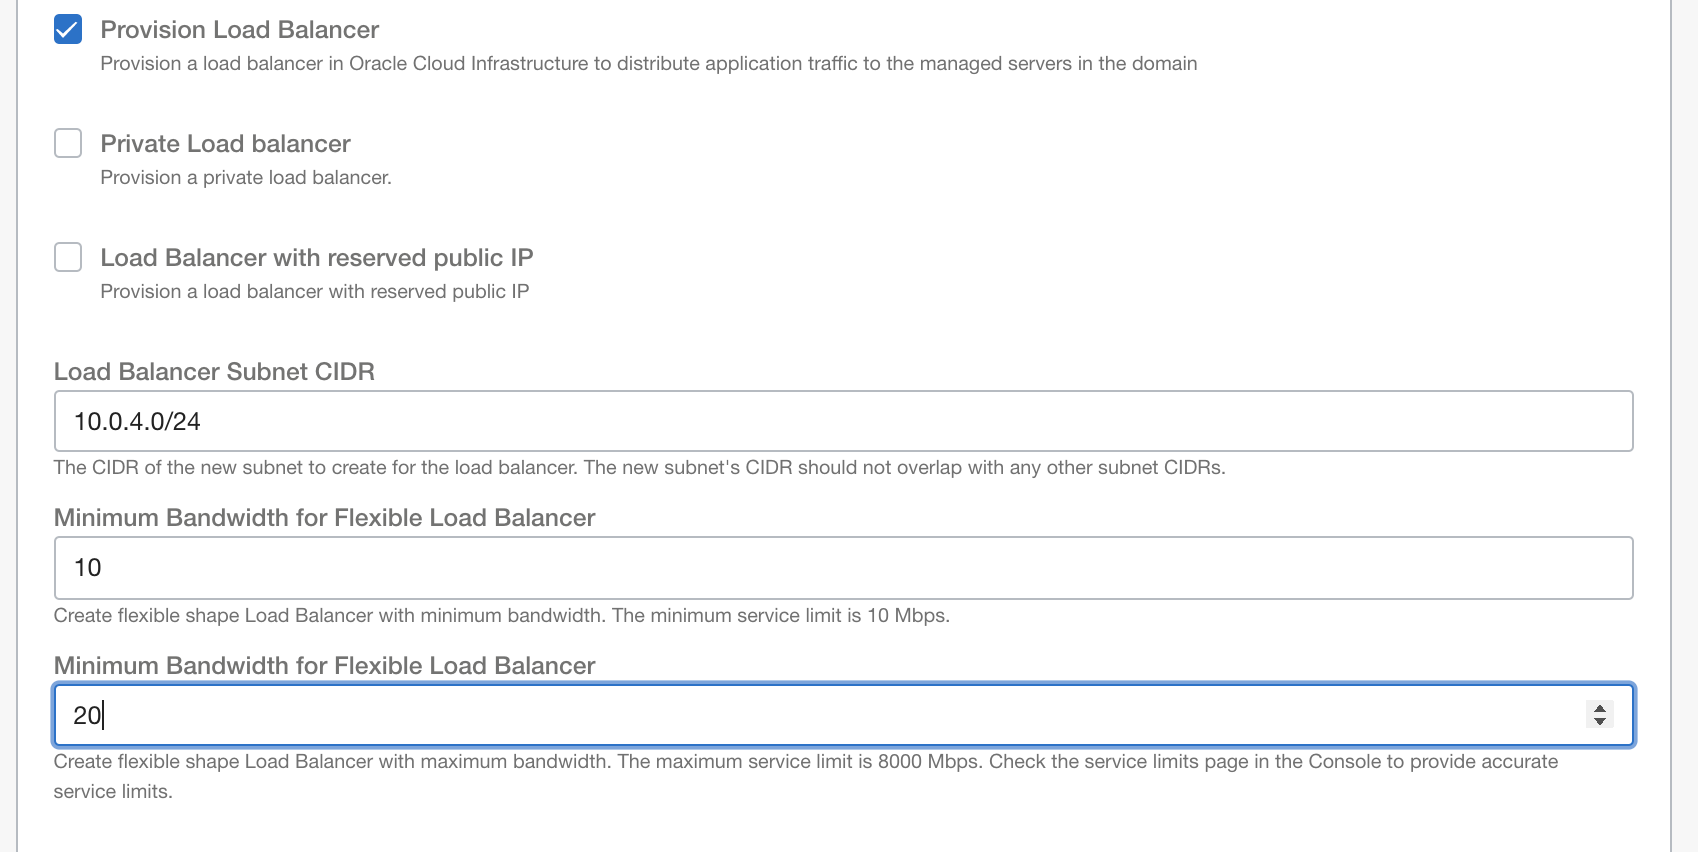 Provision Load Balancer
Provision a load balancer in Oracle Cloud Infrastructure to distribute application traffic to the managed servers in the domain
Private Load balancer
Provision a private load balancer.
Load Balancer with reserved public IP
Provision a load balancer with reserved public IP
Load Balancer Subnet CIDR
10.0.4.0/24
The CIDR of the new subnet to create for the load balancer. The new subnet's CIDR should not overlap with any other subnet CIDRs.
Minimum Bandwidth for Flexible Load Balancer
10
Create flexible shape Load Balancer with minimum bandwidth. The minimum service limit is 10 Mbps.
Minimum Bandwidth for Flexible Load Balancer
20
Create flexible shape Load Balancer with maximum bandwidth. The maximum service limit is 8000 Mbps. Check the service limits page in the Console to provide accurate
service limits.